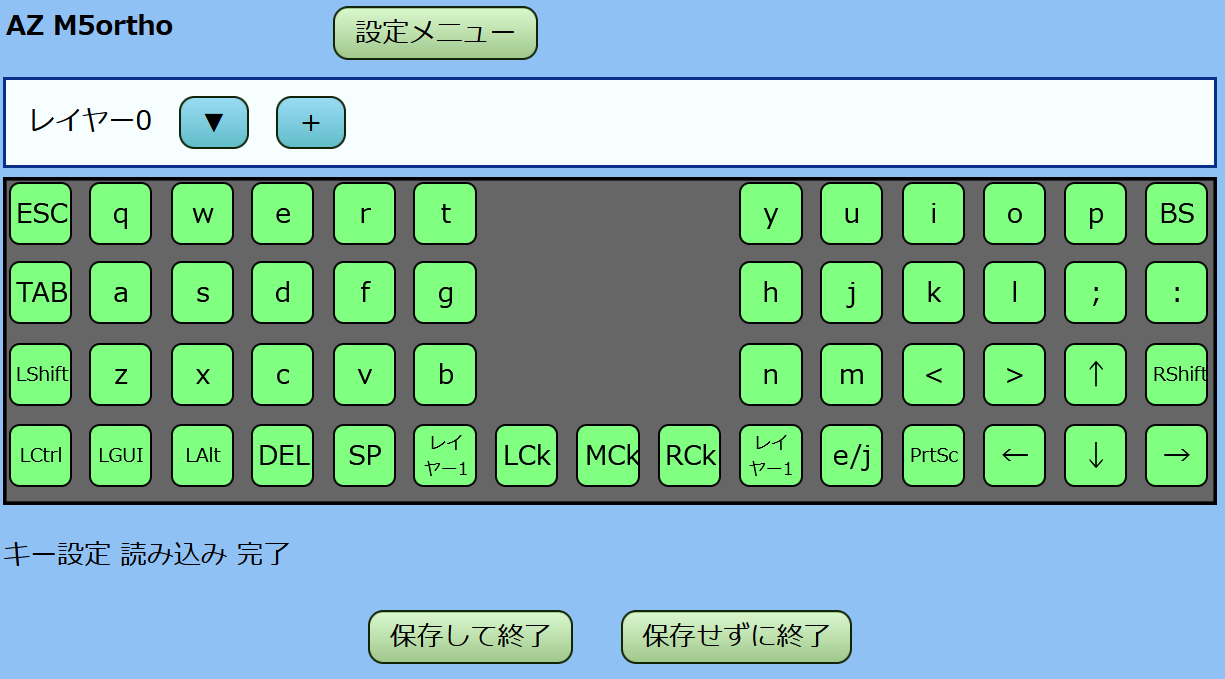 AZ M5ortho 設定メニュー
レイヤー0 ▼ +
ESC q w e r t y u i o p BS
TAB a s d f g h j k l ; :
LShift z x c v b n m < > ↑ RShift
LCtrl LGUI LAlt DEL SP レイヤー1 LCk MCk RCk レイヤー1 e/j PrtSc ← ↓ →
キー設定 読み込み 完了
保存して終了 保存せずに終了